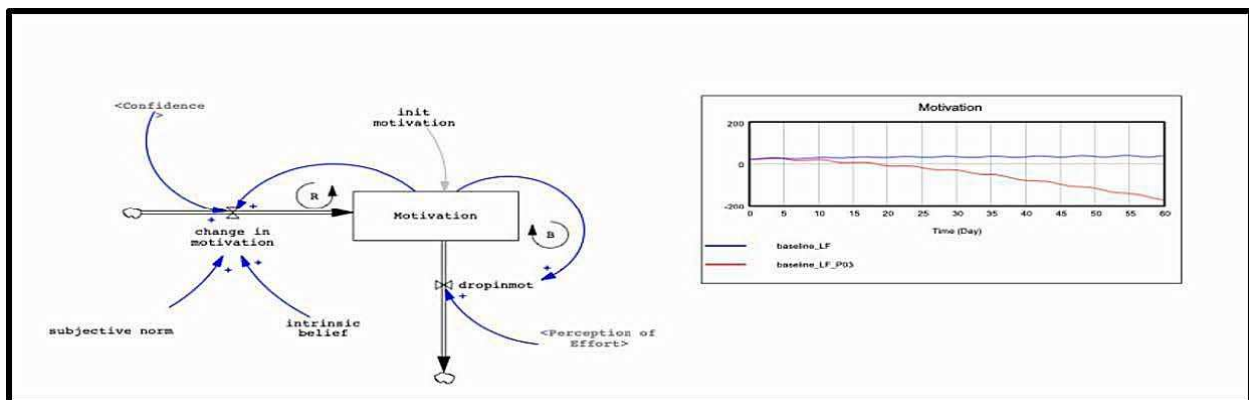 <Confidence
>
init
motivation
R
Motivation
B
change in
motivation
dropinmot
subjective norm
intrinsic
belief
<Perception of
Effort>
+
+
+
+
+
+
Motivation
200
0
-200
0 5 10 15 20 25 30 35 40 45 50 55 60
Time (Day)
baseline_LF
baseline_LF_P03